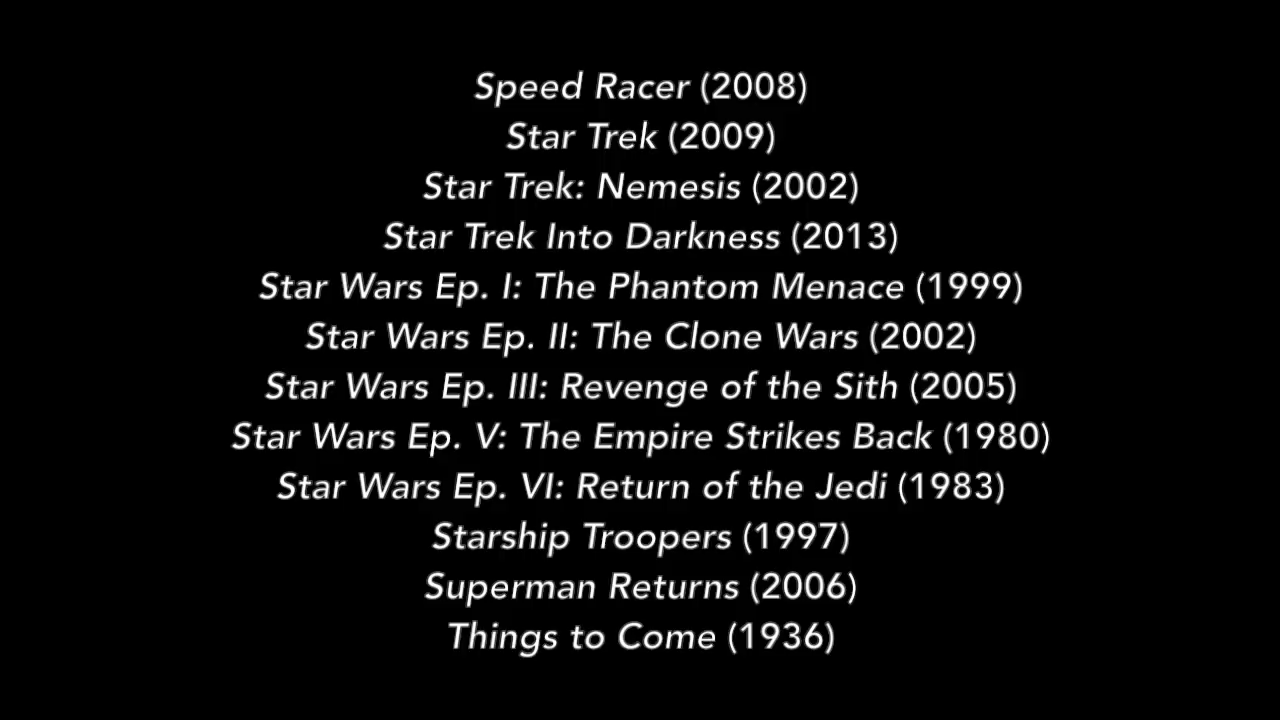 Speed Racer (2008)
Star Trek (2009)
Star Trek: Nemesis (2002)
Star Trek Into Darkness (2013)
Star Wars Ep. I: The Phantom Menace (1999)
Star Wars Ep. II: The Clone Wars (2002)
Star Wars Ep. III: Revenge of the Sith (2005)
Star Wars Ep. V: The Empire Strikes Back (1980)
Star Wars Ep. VI: Return of the Jedi (1983)
Starship Troopers (1997)
Superman Returns (2006)
Things to Come (1936)